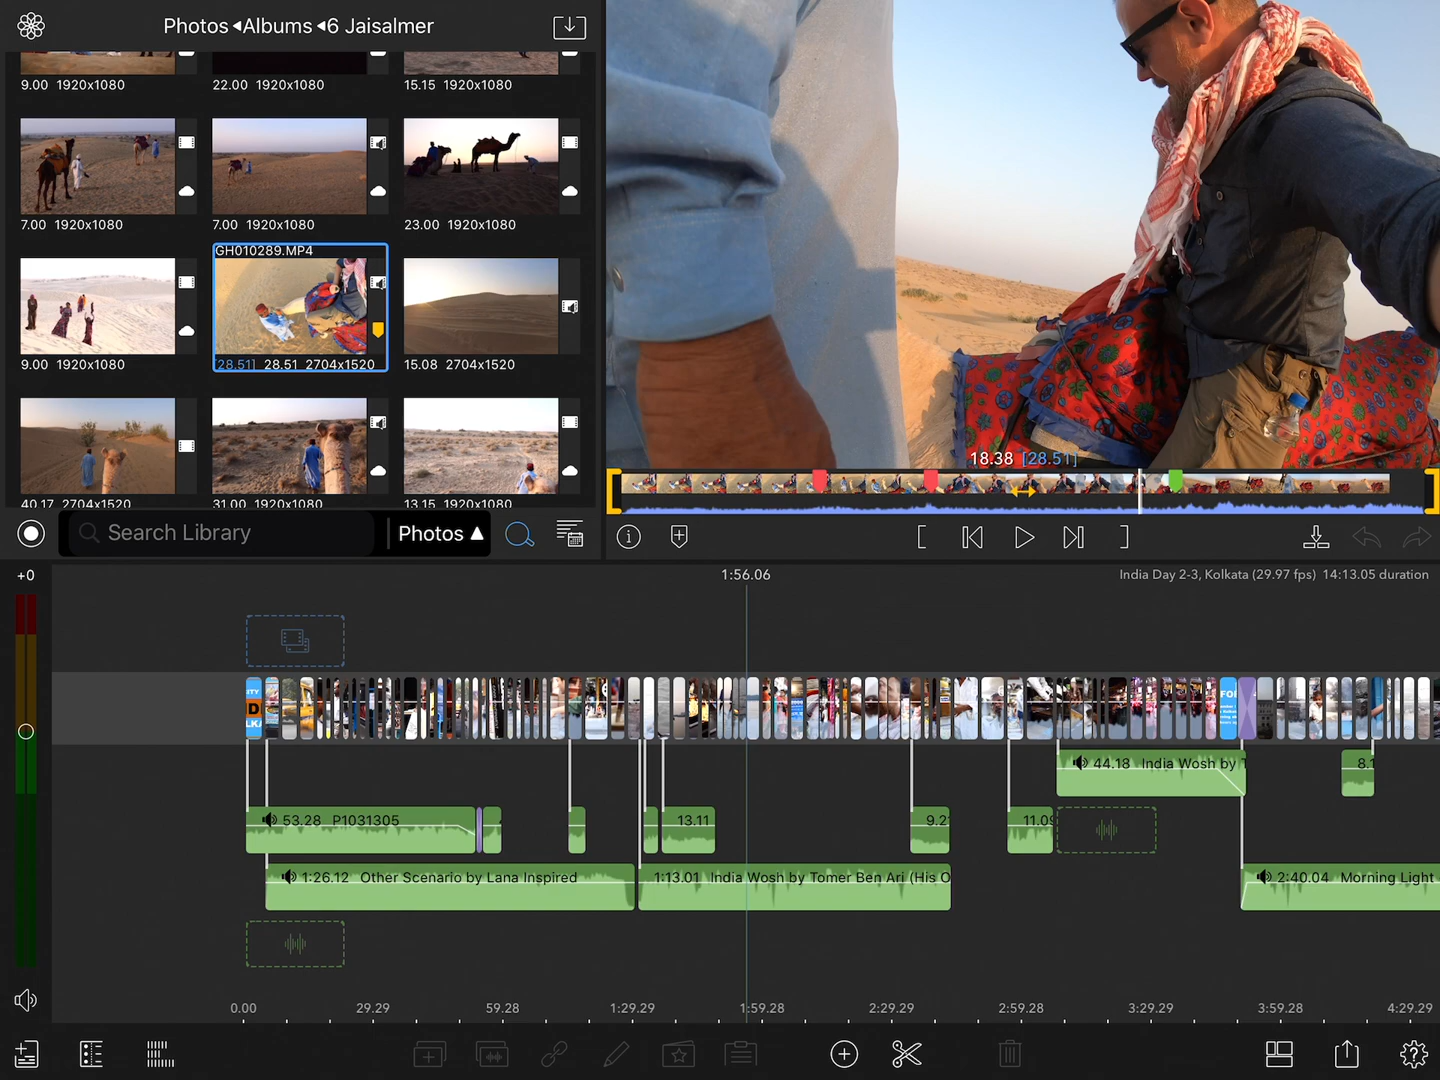 Photos ◂Albums ◂6 Jaisalmer
9.00 1920x1080
22.00 1920x1080
15.15 1920x1080
7.00 1920x1080
7.00 1920x1080
23.00 1920x1080
GH010289.MP4
9.00 1920x1080
[28.51] 28.51 2704x1520
15.08 2704x1520
40.17 2704x1520
31.00 1920x1080
13.15 1920x1080
18.38 [28.51]
Search Library
Photos ▲
+0
1:56.06
India Day 2-3, Kolkata (29.97 fps) 14:13.05 duration
44.18 India Wosh by T
8.1
53.28 P1031305
13.11
9.2
11.09
1:26.12 Other Scenario by Lana Inspired
1:13.01 India Wosh by Tomer Ben Ari (His O
2:40.04 Morning Light
0.00 29.29 59.28 1:29.29 1:59.28 2:29.29 2:59.28 3:29.29 3:59.28 4:29.29